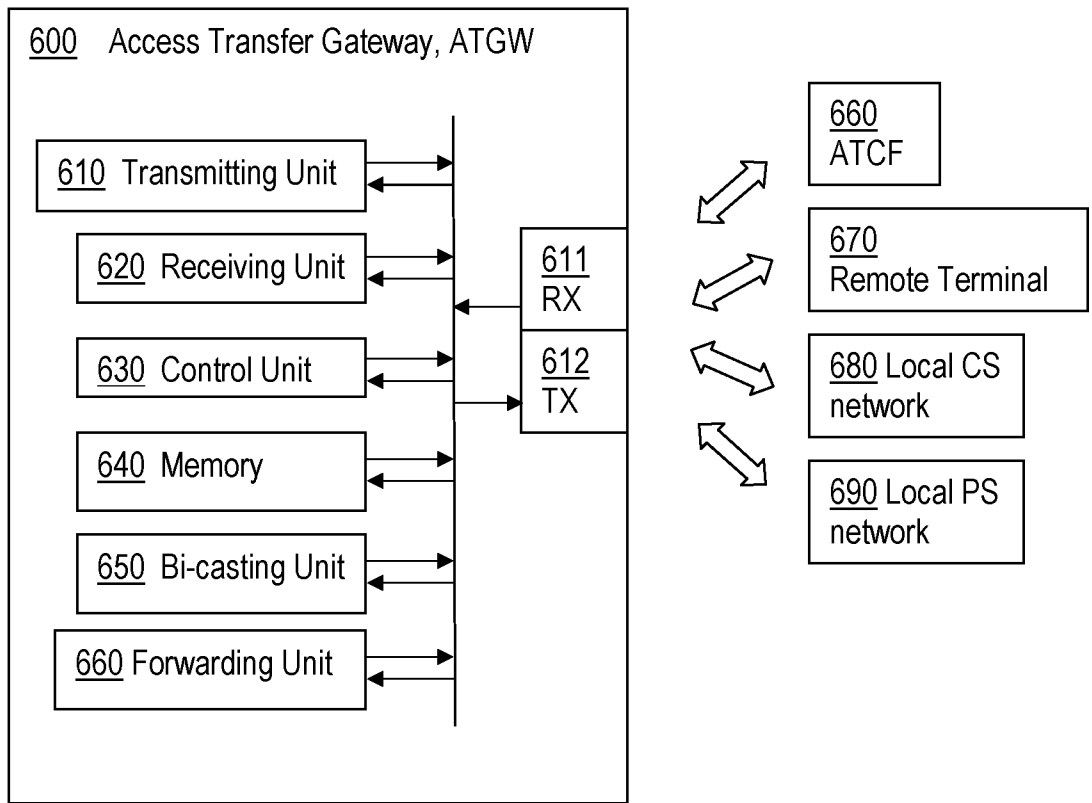 600 Access Transfer Gateway, ATGW
610 Transmitting Unit
620 Receiving Unit
630 Control Unit
640 Memory
650 Bi-casting Unit
660 Forwarding Unit
611
RX
612
TX
660
ATCF
670
Remote Terminal
680 Local CS
network
690 Local PS
network